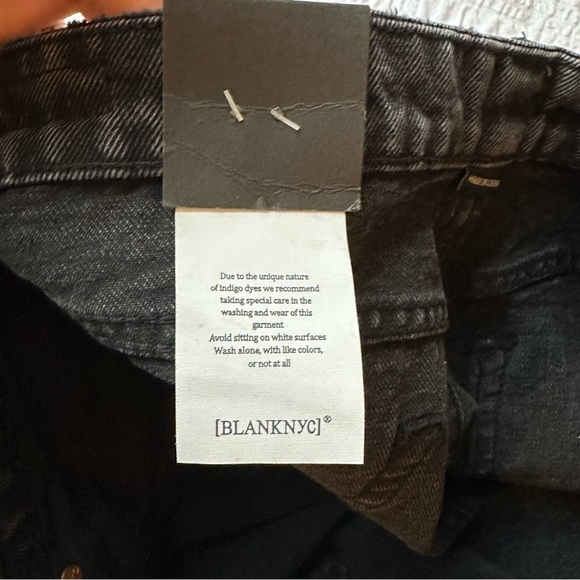 Due to the unique nature
of indigo dyes we recommend
taking special care in the
washing and wear of this
garment
Avoid sitting on white surfaces
Wash alone, with like colors,
or not at all
[BLANKNYC]®